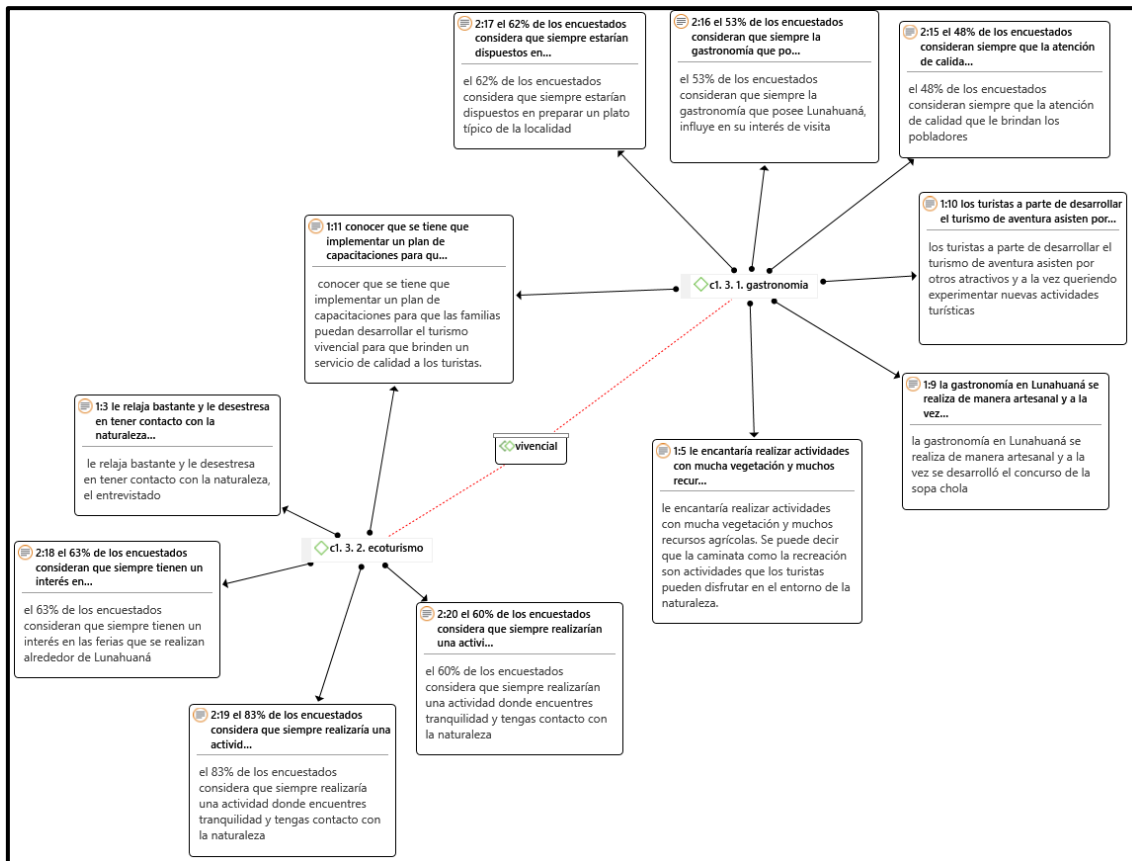 2:17 el 62% de los encuestados
considera que siempre estarían
dispuestos en...
el 62% de los encuestados
considera que siempre estarían
dispuestos en preparar un plato
típico de la localidad
2:16 el 53% de los encuestados
consideran que siempre la
gastronomía que po...
el 53% de los encuestados
consideran que siempre la
gastronomía que posee Lunahuaná,
influye en su interés de visita
2:15 el 48% de los encuestados
consideran siempre que la atención
de calida...
el 48% de los encuestados
consideran siempre que la atención
de calidad que le brindan los
pobladores
1:10 los turistas a parte de desarrollar
el turismo de aventura asisten por...
los turistas a parte de desarrollar el
turismo de aventura asisten por
otros atractivos y a la vez queriendo
experimentar nuevas actividades
turísticas
1:11 conocer que se tiene que
implementar un plan de
capacitaciones para qu...
conocer que se tiene que
implementar un plan de
capacitaciones para que las familias
puedan desarrollar el turismo
vivencial para que brinden un
servicio de calidad a los turistas.
c1. 3. 1. gastronomia
1:9 la gastronomía en Lunahuaná se
realiza de manera artesanal y a la
vez...
la gastronomía en Lunahuaná se
realiza de manera artesanal y a la
vez se desarrolló el concurso de la
sopa chola
1:3 le relaja bastante y le desestresa
en tener contacto con la
naturaleza...
le relaja bastante y le desestresa
en tener contacto con la naturaleza,
el entrevistado
vivencial
1:5 le encantaría realizar actividades
con mucha vegetación y muchos
recur...
le encantaría realizar actividades
con mucha vegetación y muchos
recursos agrícolas. Se puede decir
que la caminata como la recreación
son actividades que los turistas
pueden disfrutar en el entorno de la
naturaleza.
c1. 3. 2. ecoturismo
2:18 el 63% de los encuestados
consideran que siempre tienen un
interés en...
el 63% de los encuestados
consideran que siempre tienen un
interés en las ferias que se realizan
alrededor de Lunahuaná
2:20 el 60% de los encuestados
considera que siempre realizarían
una activi...
el 60% de los encuestados
considera que siempre realizarían
una actividad donde encuentres
tranquilidad y tengas contacto con
la naturaleza
2:19 el 83% de los encuestados
considera que siempre realizaría una
activid...
el 83% de los encuestados
considera que siempre realizaría
una actividad donde encuentres
tranquilidad y tengas contacto con
la naturaleza